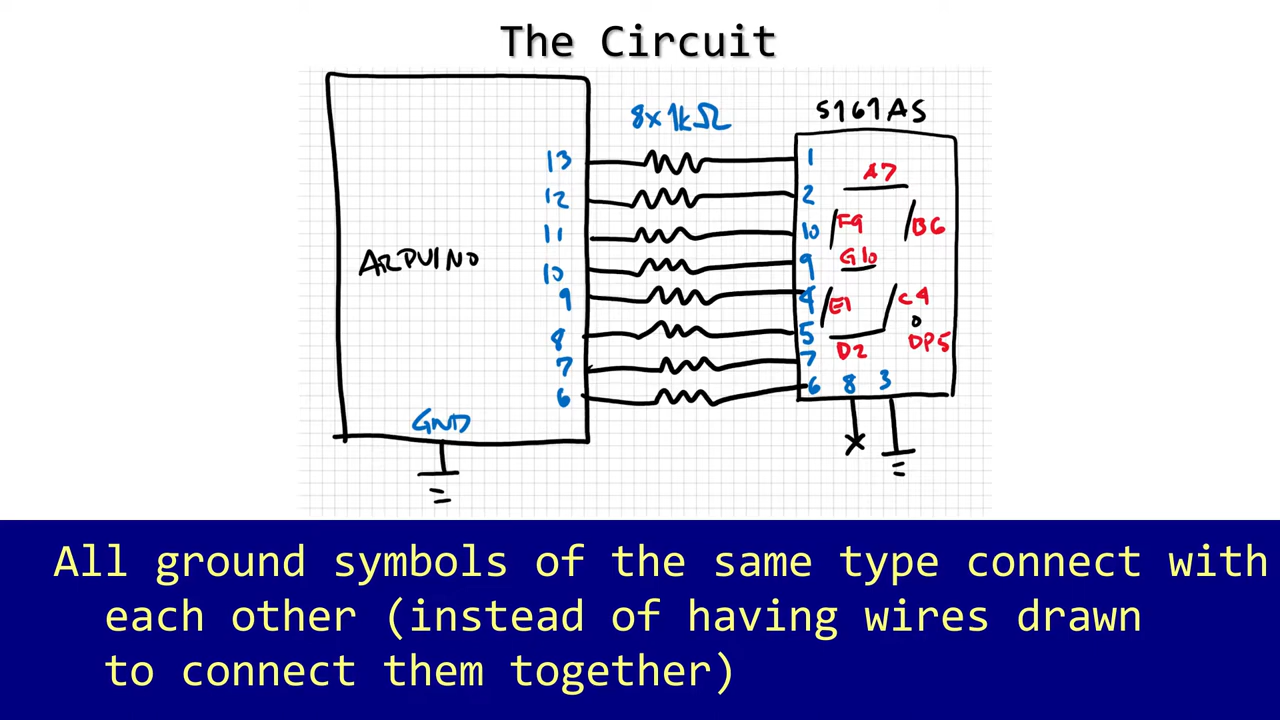 The Circuit
8x1kΩ
5161AS
13
12
11
10
9
8
7
6
ARDUINO
GND
1
2
10
9
4
5
7
6
8 3
A7
F9
B6
G10
E1
C4
D2
DP5
All ground symbols of the same type connect with
each other (instead of having wires drawn
to connect them together)